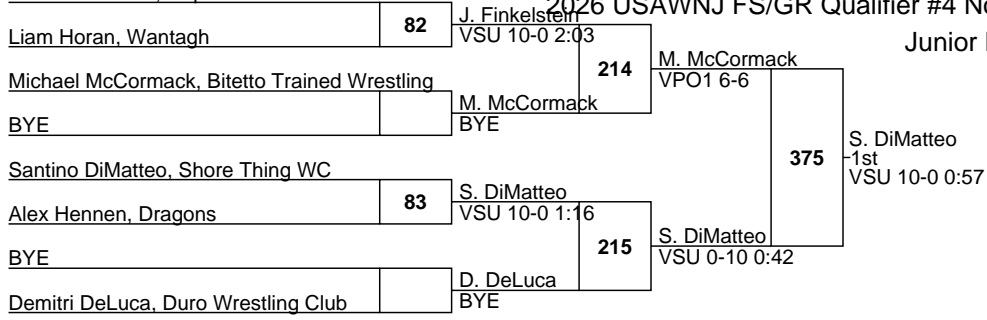 2026 USAWNJ FS/GR Qualifier #4
Junior
82
J. Finkelstein
VSU 10-0 2:03
Liam Horan, Wantagh
214
M. McCormack
VPO1 6-6
Michael McCormack, Bitetto Trained Wrestling
M. McCormack
BYE
BYE
375
S. DiMatteo
1st
VSU 10-0 0:57
Santino DiMatteo, Shore Thing WC
83
S. DiMatteo
VSU 10-0 1:16
Alex Hennen, Dragons
215
S. DiMatteo
VSU 0-10 0:42
BYE
D. DeLuca
BYE
Demitri DeLuca, Duro Wrestling Club